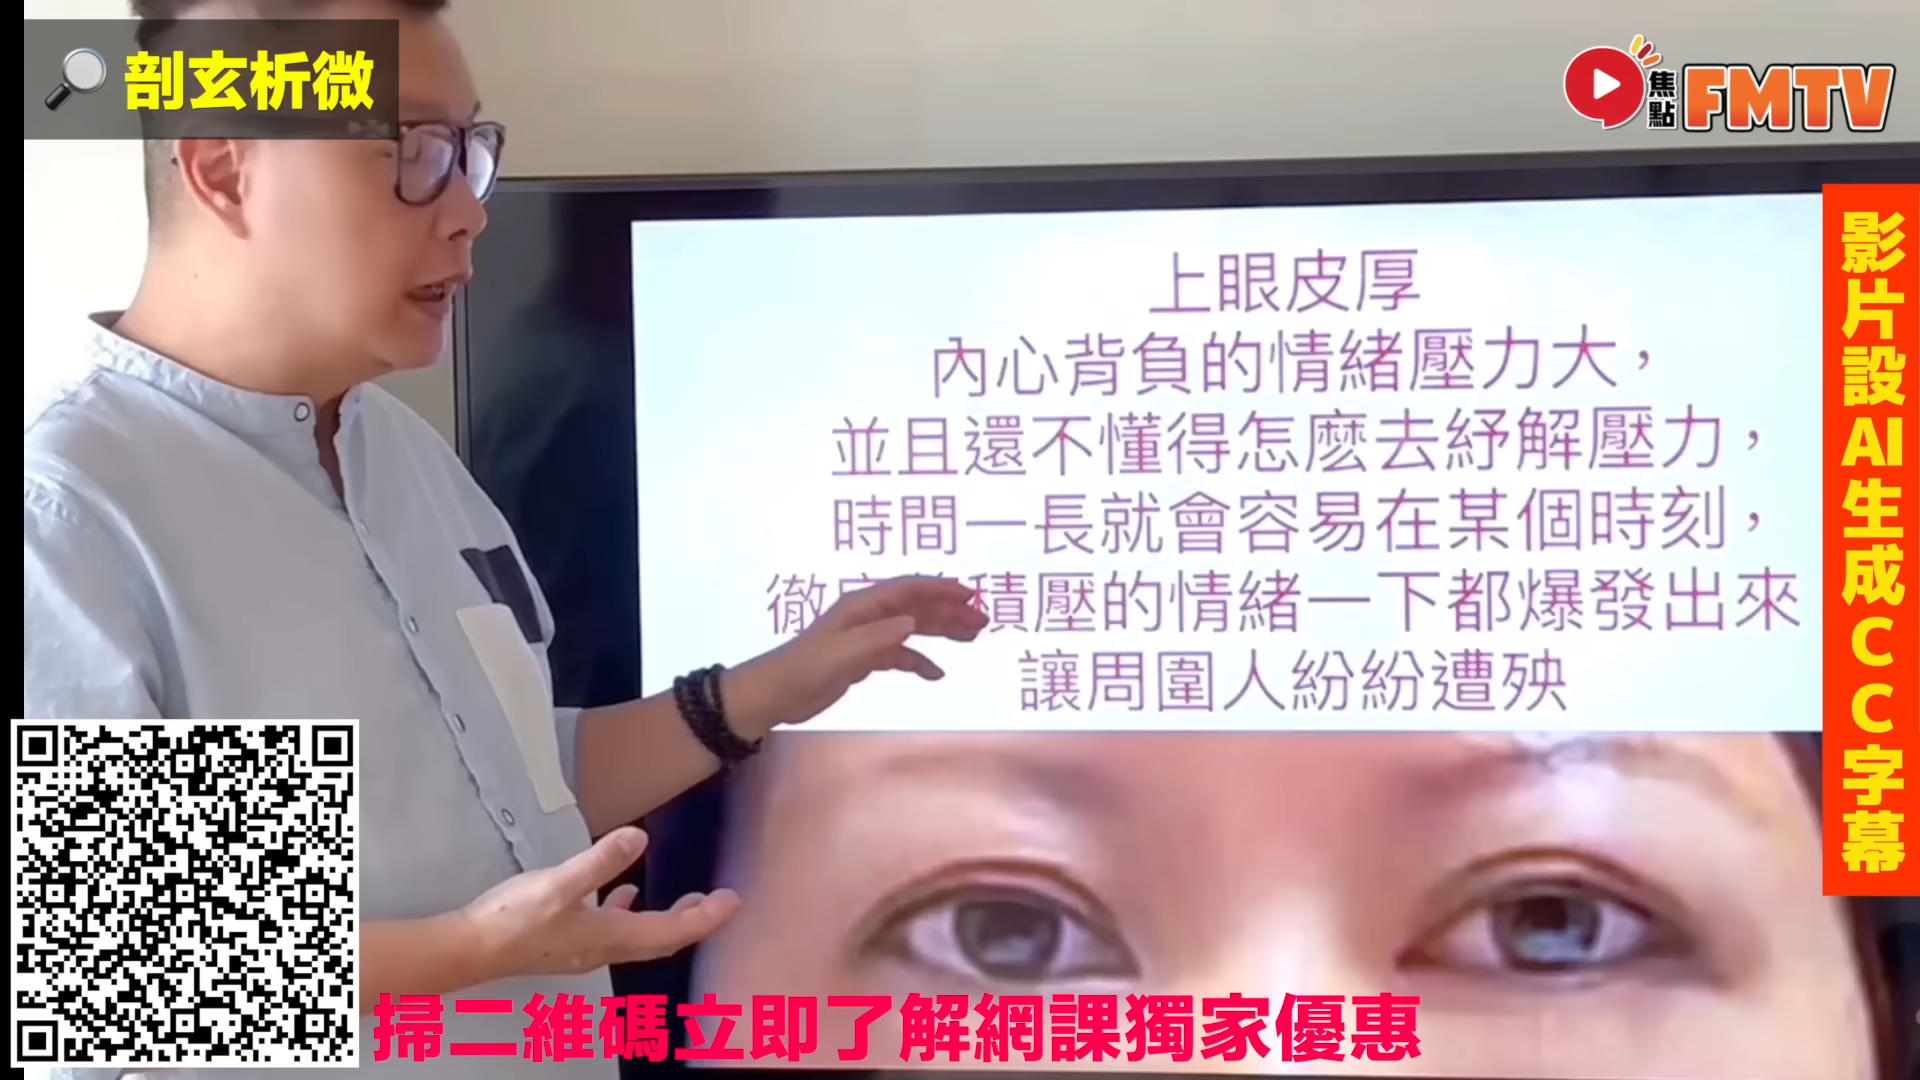 剖玄析微
焦點
FMTV
上眼皮厚
內心背負的情緒壓力大，
並且還不懂得怎麼去紓解壓力，
時間一長就會容易在某個時刻，
徹積壓的情緒一下都爆發出來
讓周圍人紛紛遭殃
影片設AI生成CC字幕
掃二維碼立即了解網課獨家優惠